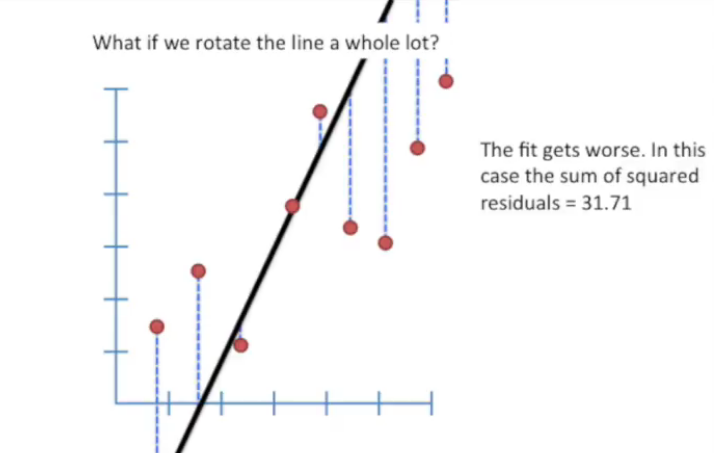 What if we rotate the line a whole lot?
The fit gets worse. In this
case the sum of squared
residuals = 31.71